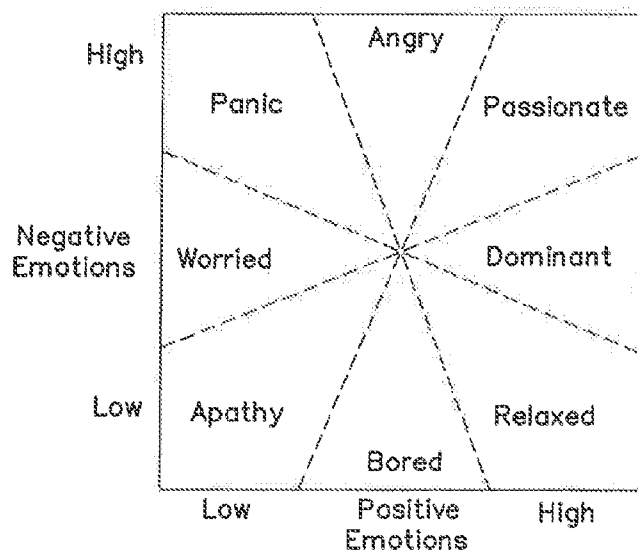 High
Angry
Panic
Passionate
Negative
Emotions
Worried
Dominant
Low
Apathy
Relaxed
Bored
Low
Positive
Emotions
High